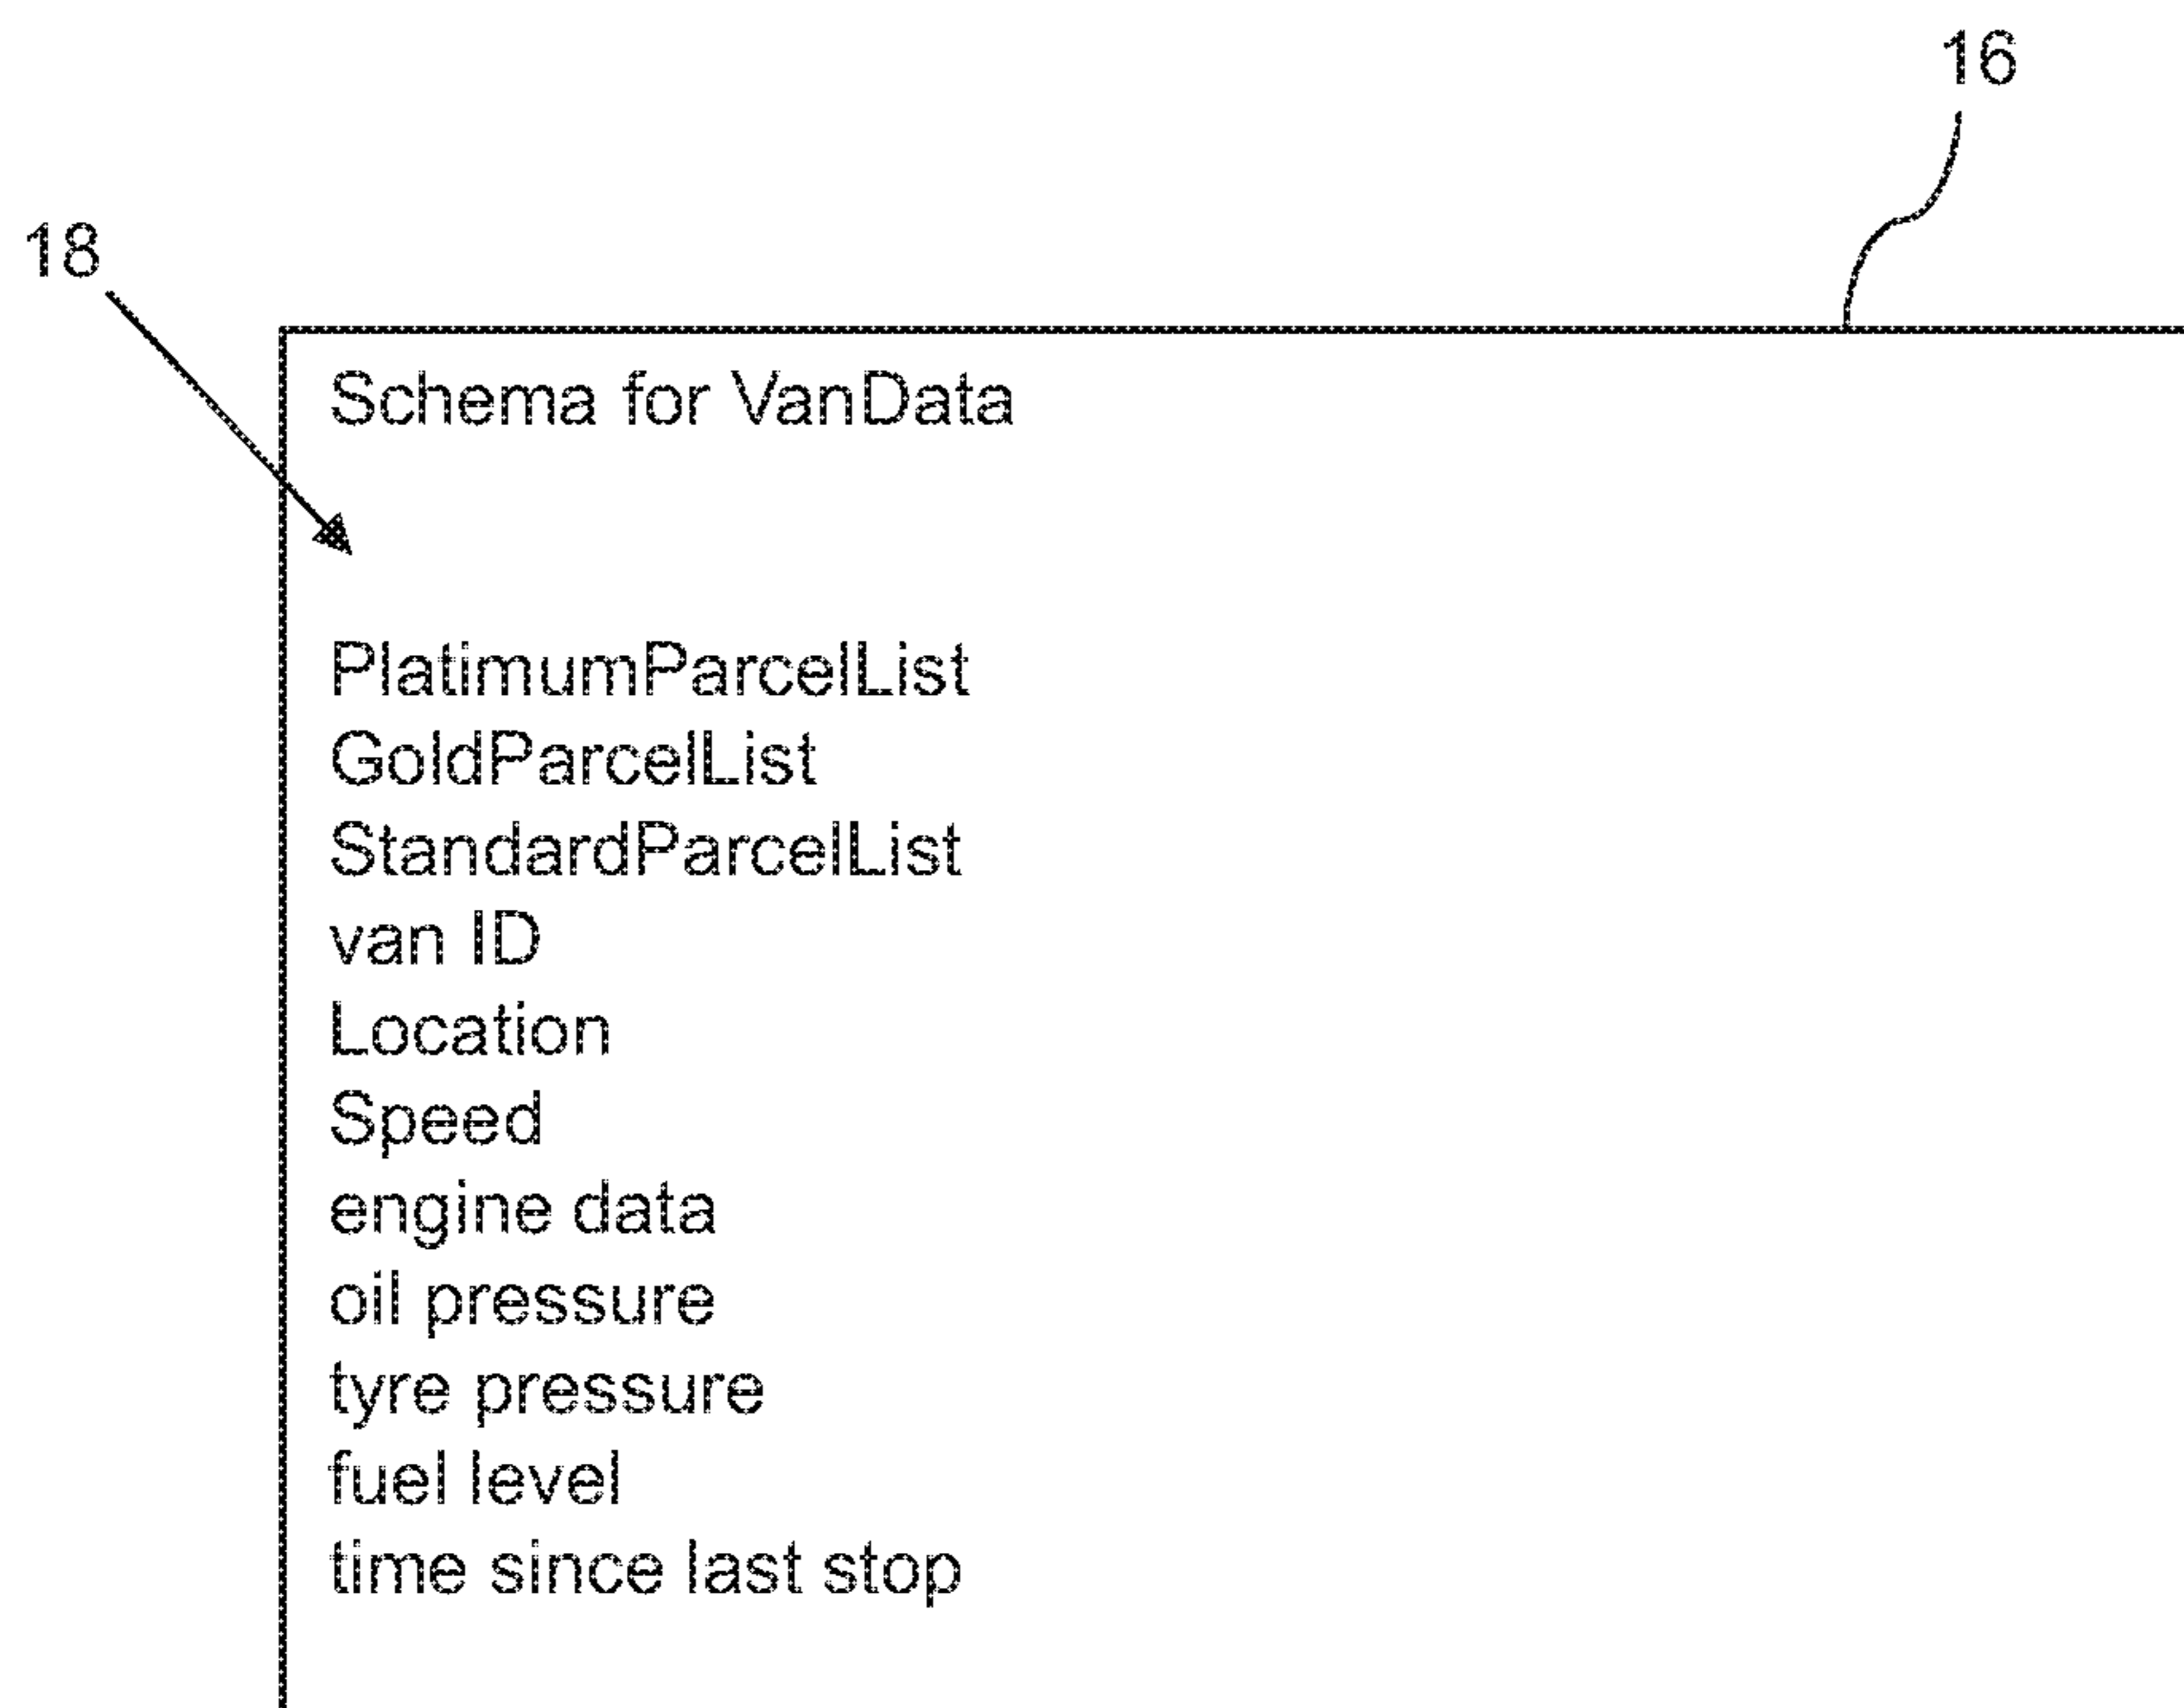 16
18
Schema for VanData
PlatimumParcelList
GoldParcelList
StandardParcelList
van ID
Location
Speed
engine data
oil pressure
tyre pressure
fuel level
time since last stop